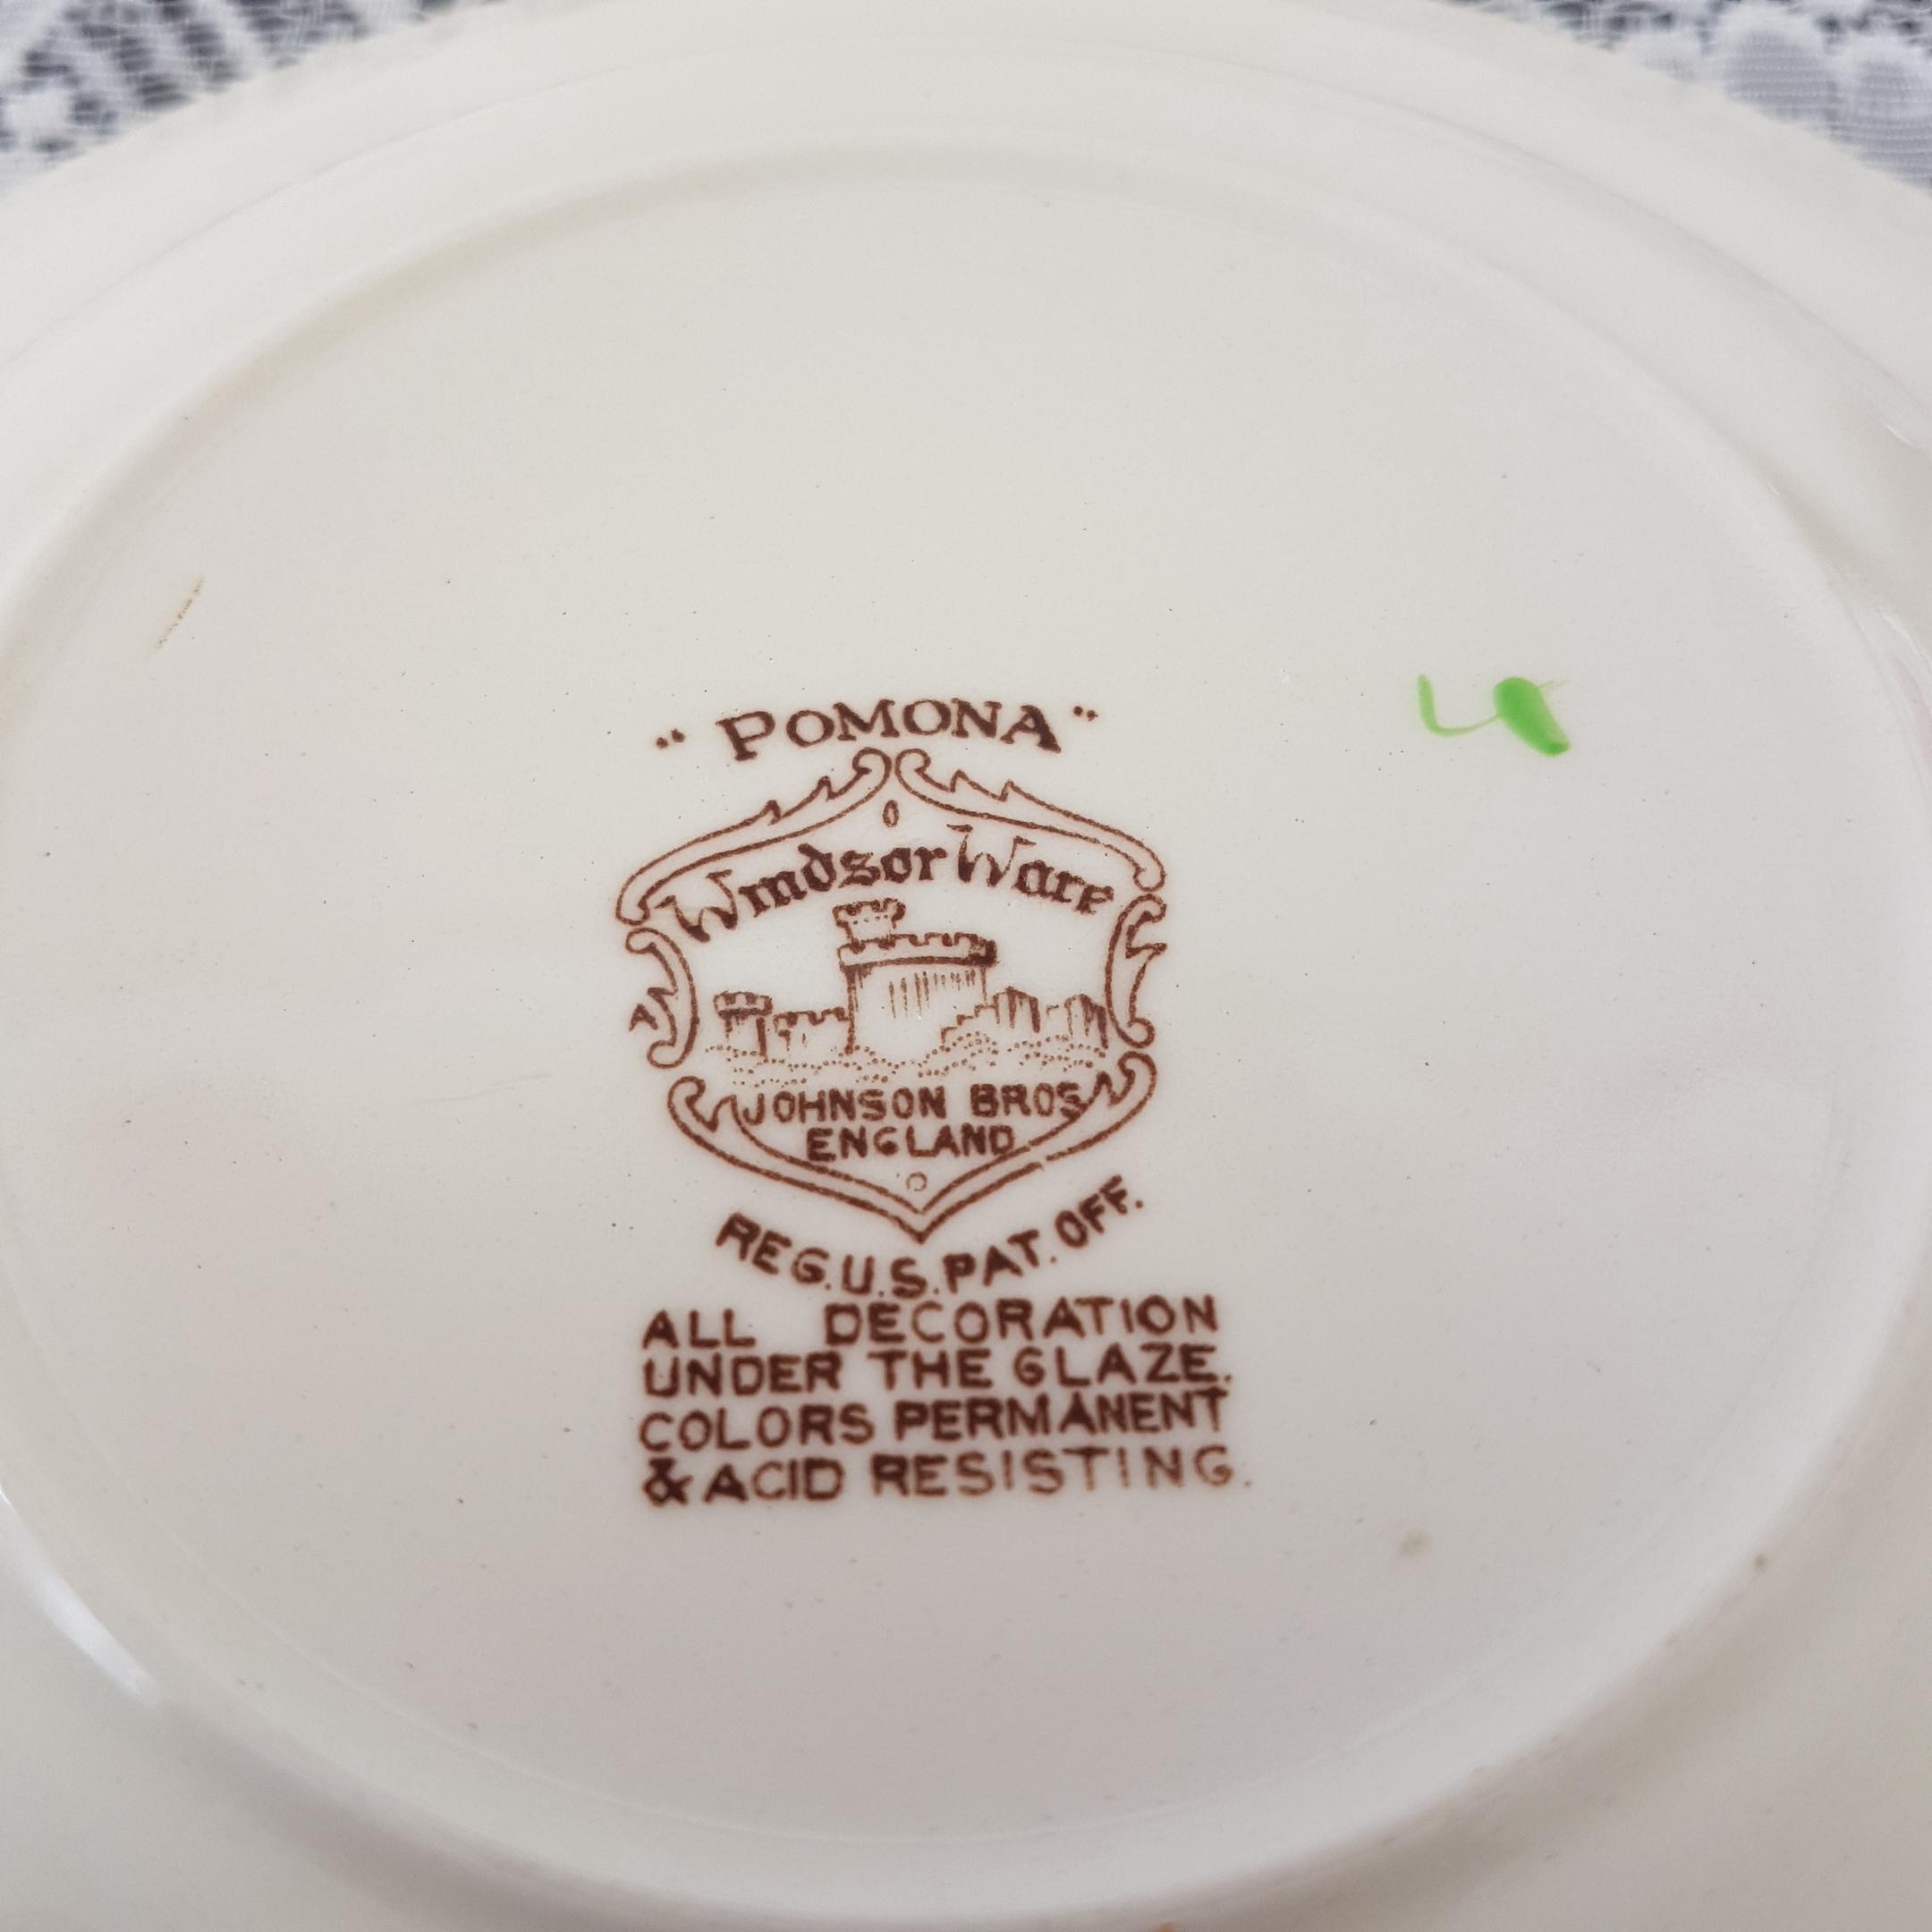 "POMONA"
Windsor Ware
JOHNSON BROS
ENGLAND
REG.U.S.PAT.OFF.
ALL DECORATION
UNDER THE GLAZE.
COLORS PERMANENT
& ACID RESISTING.